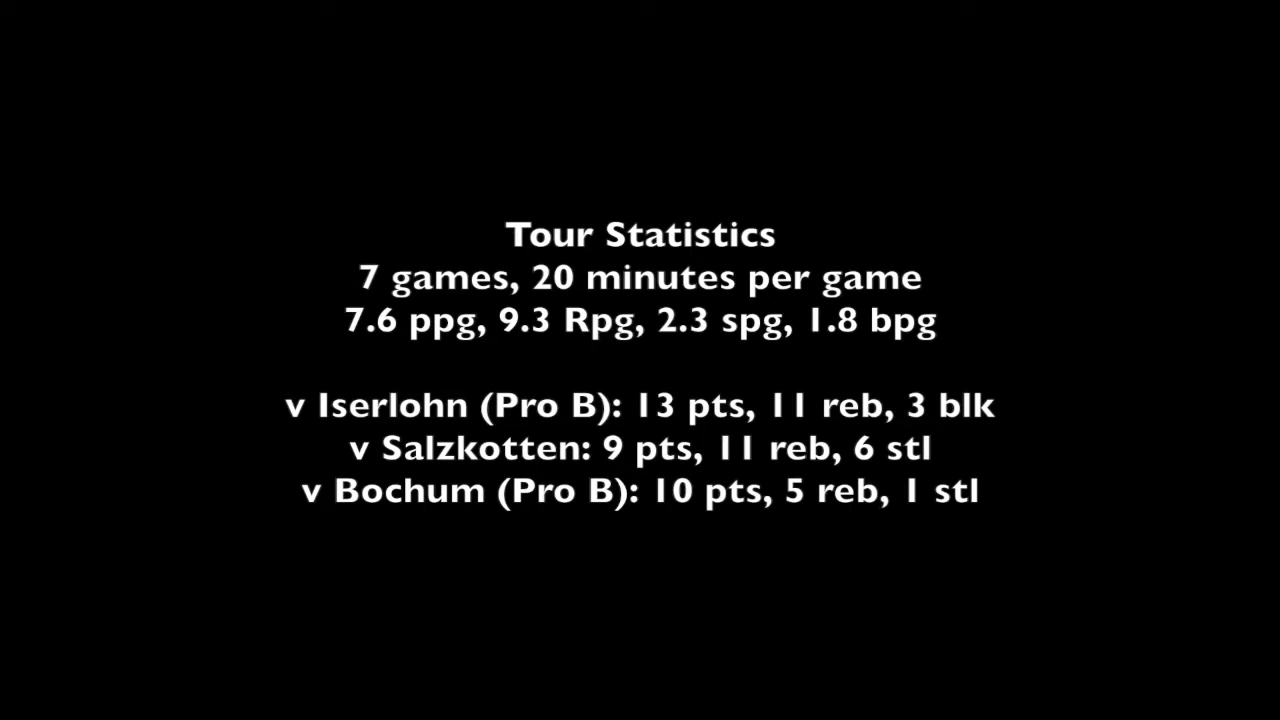 Tour Statistics
7 games, 20 minutes per game
7.6 ppg, 9.3 Rpg, 2.3 spg, 1.8 bpg
v Iserlohn (Pro B): 13 pts, 11 reb, 3 blk
v Salzkotten: 9 pts, 11 reb, 6 stl
v Bochum (Pro B): 10 pts, 5 reb, 1 stl